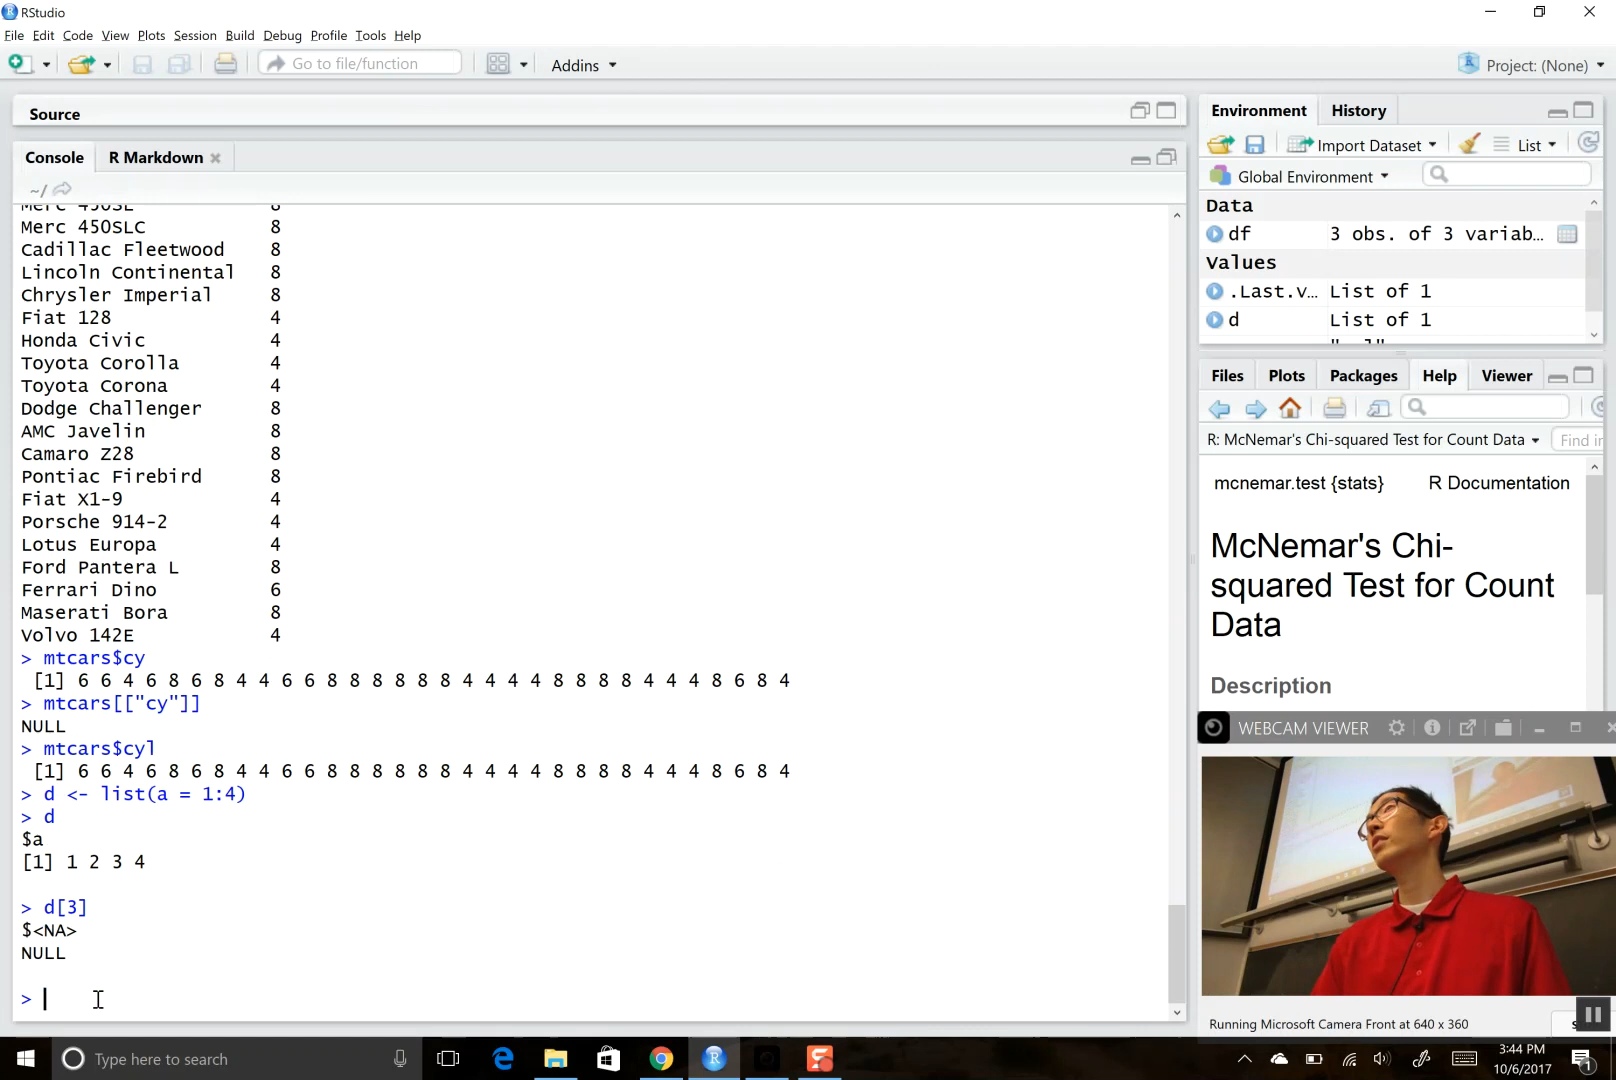 RStudio
File Edit Code View Plots Session Build Debug Profile Tools Help
Go to file/function
Addins
Project: (None)
Source
Console R Markdown
~/
Merc 450SL 8
Merc 450SLC 8
Cadillac Fleetwood 8
Lincoln Continental 8
Chrysler Imperial 8
Fiat 128 4
Honda Civic 4
Toyota Corolla 4
Toyota Corona 4
Dodge Challenger 8
AMC Javelin 8
Camaro Z28 8
Pontiac Firebird 8
Fiat X1-9 4
Porsche 914-2 4
Lotus Europa 4
Ford Pantera L 8
Ferrari Dino 6
Maserati Bora 8
Volvo 142E 4
> mtcars$cy
[1] 6 6 4 6 8 6 8 4 4 6 6 8 8 8 8 8 8 4 4 4 4 8 8 8 8 4 4 4 8 6 8 4
> mtcars[["cy"]]
NULL
> mtcars$cyl
[1] 6 6 4 6 8 6 8 4 4 6 6 8 8 8 8 8 8 4 4 4 4 8 8 8 8 4 4 4 8 6 8 4
> d <- list(a = 1:4)
> d
$a
[1] 1 2 3 4
> d[3]
$<NA>
NULL
>
Environment History
Import Dataset List
Global Environment
Data
df 3 obs. of 3 variab...
Values
.Last.v... List of 1
d List of 1
Files Plots Packages Help Viewer
R: McNemar's Chi-squared Test for Count Data Find in
mcnemar.test {stats} R Documentation
McNemar's Chi-
squared Test for Count
Data
Description
WEBCAM VIEWER
Running Microsoft Camera Front at 640 x 360
Type here to search
3:44 PM
10/6/2017
1